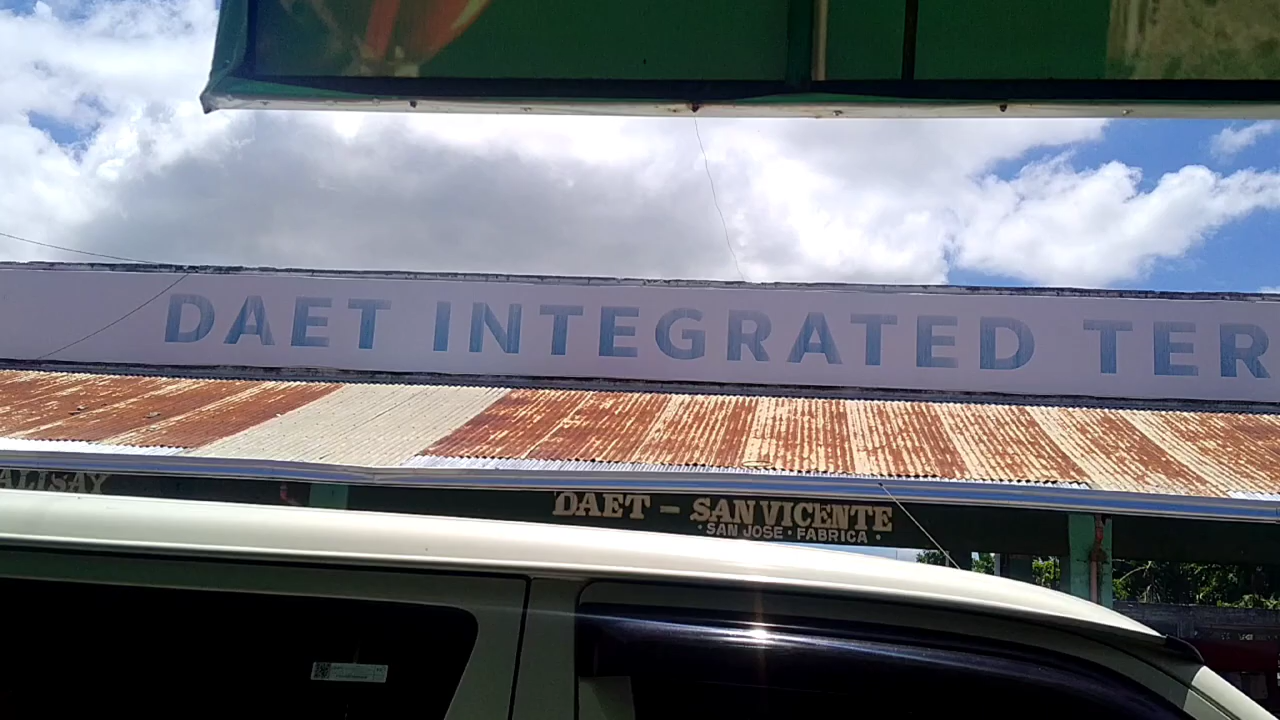 DAET INTEGRATED TER
ALISAY
DAET – SAN VICENTE
• SAN JOSE • FABRICA •